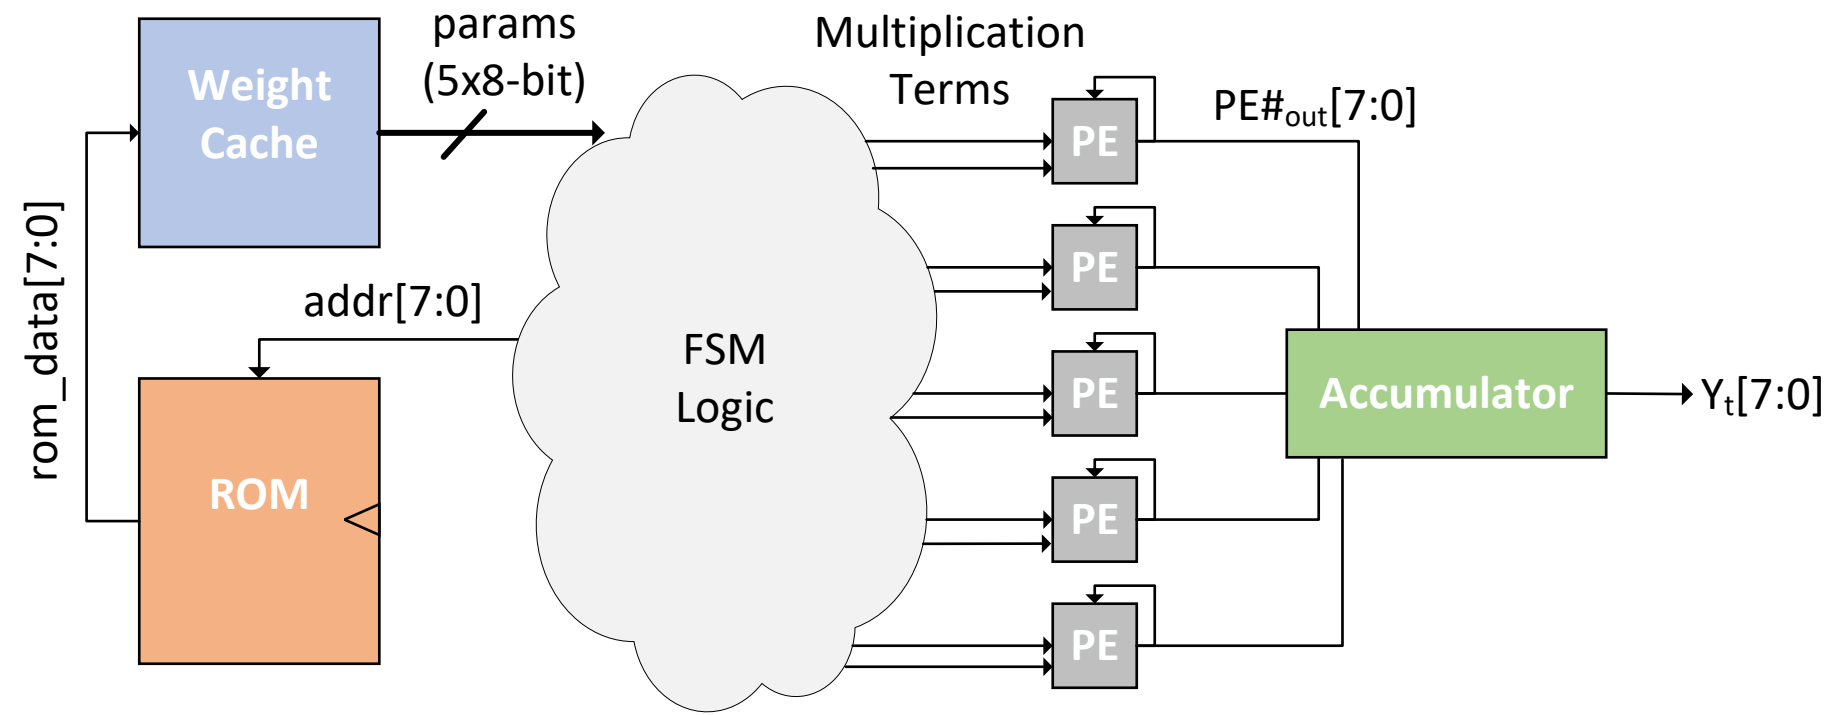 params
(5x8-bit)
Multiplication
Terms
Weight
Cache
PE
PE#out[7:0]
rom_data[7:0]
PE
addr[7:0]
FSM
Logic
PE
Accumulator
Yt[7:0]
ROM
PE
PE